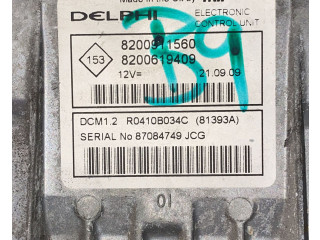 Made in the
DELPHI
ELECTRONIC
CONTROL UNIT
B9
153
8200911560
8200619409
12V= 21.09.09
DCM1.2 R0410B034C (81393A)
SERIAL No 87084749 JCG
01